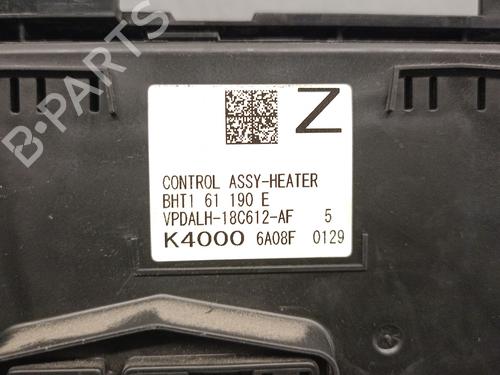 B-PARTS
Z
CONTROL ASSY-HEATER
BHT1 61 190 E
VPDALH-18C612-AF 5
K4000 6A08F 0129